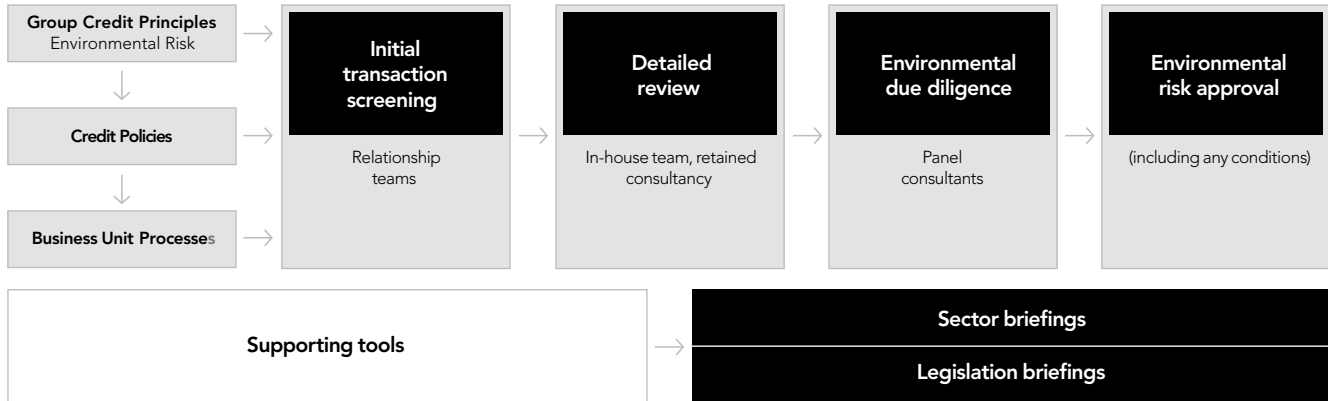 Group Credit Principles
Environmental Risk
Credit Policies
Business Unit Processes
Initial
transaction
screening
Relationship
teams
Detailed
review
In-house team, retained
consultancy
Environmental
due diligence
Panel
consultants
Environmental
risk approval
(including any conditions)
Supporting tools
Sector briefings
Legislation briefings